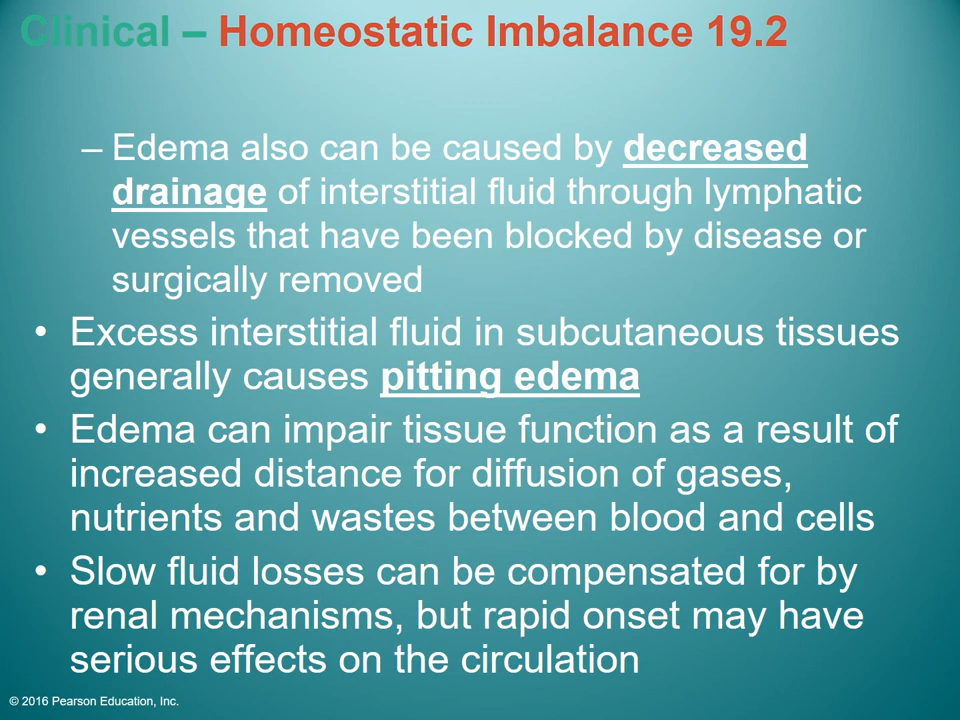 Clinical – Homeostatic Imbalance 19.2
– Edema also can be caused by decreased
drainage of interstitial fluid through lymphatic
vessels that have been blocked by disease or
surgically removed
• Excess interstitial fluid in subcutaneous tissues
generally causes pitting edema
• Edema can impair tissue function as a result of
increased distance for diffusion of gases,
nutrients and wastes between blood and cells
• Slow fluid losses can be compensated for by
renal mechanisms, but rapid onset may have
serious effects on the circulation
© 2016 Pearson Education, Inc.